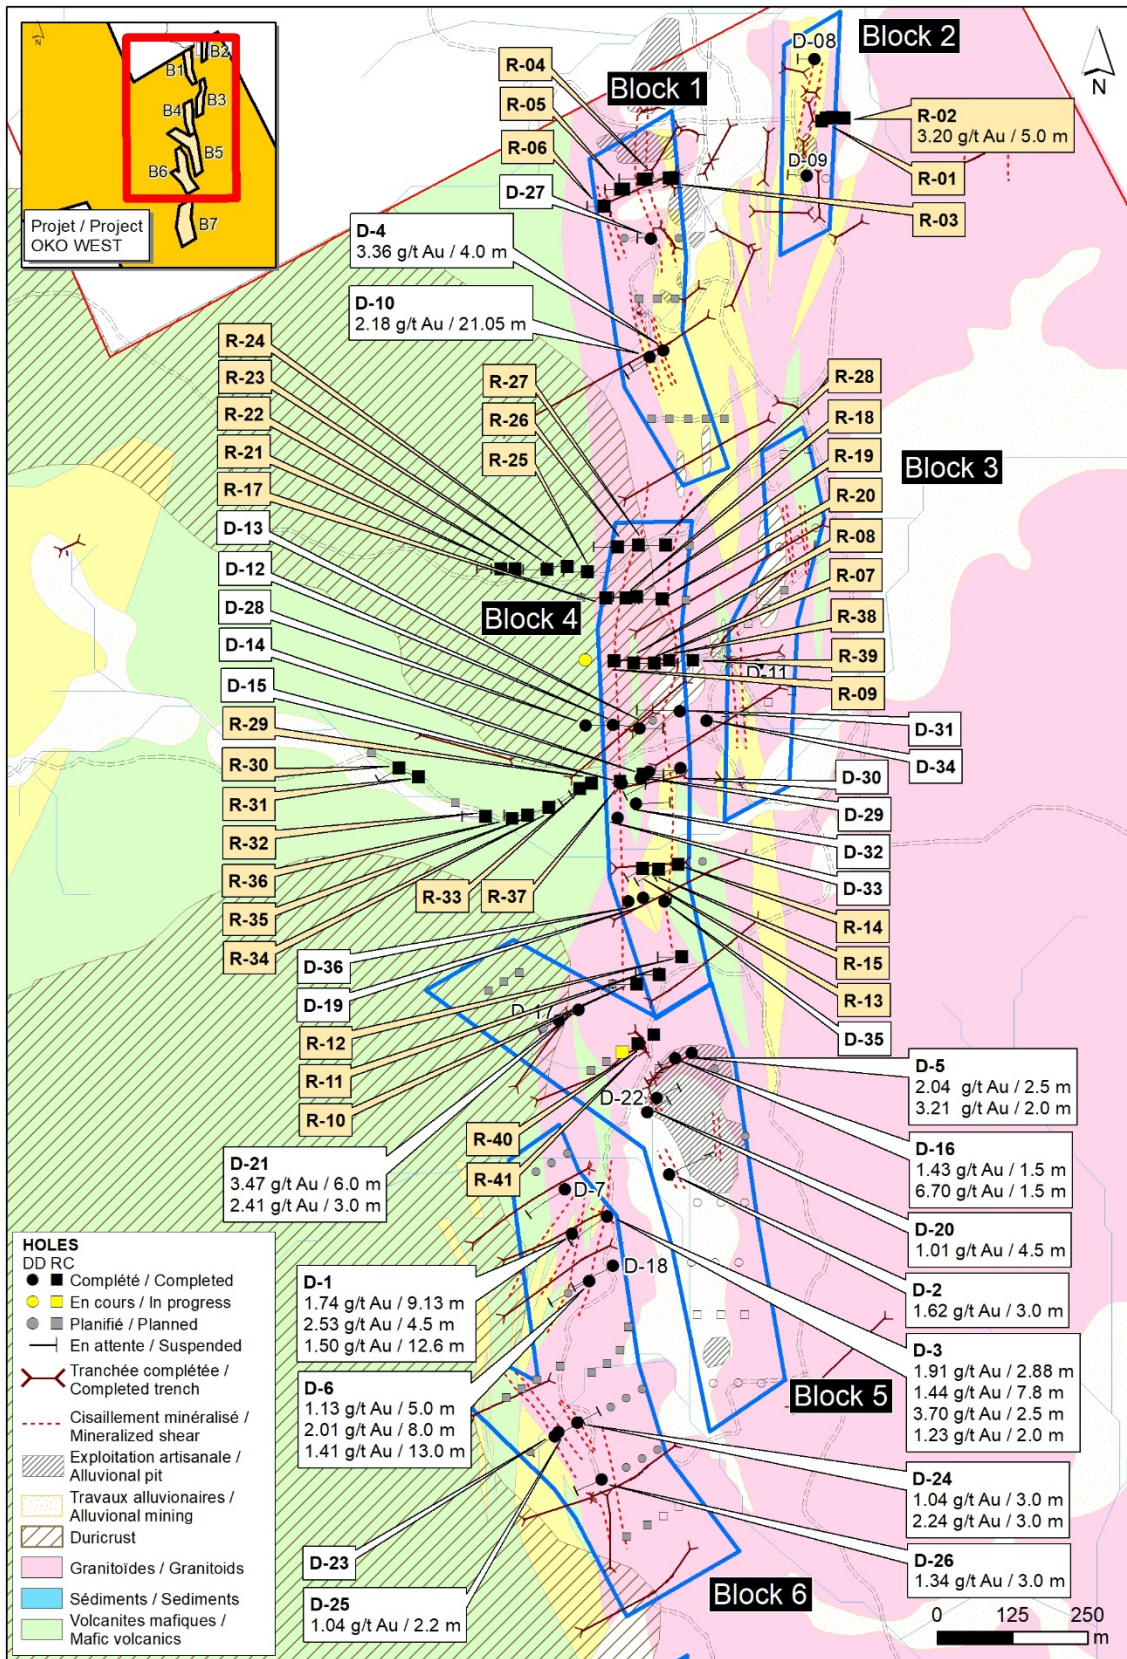 N
B1
B2
B3
B4
B5
B6
B7
Projet / Project
OKO WEST
Block 1
Block 2
D-08
N
R-04
R-05
R-06
D-27
R-02
3.20 g/t Au / 5.0 m
D-09
R-01
R-03
D-4
3.36 g/t Au / 4.0 m
D-10
2.18 g/t Au / 21.05 m
R-24
R-23
R-22
R-21
R-17
D-13
D-12
D-28
D-14
D-15
R-29
R-30
R-31
R-32
R-36
R-35
R-34
R-27
R-26
R-25
R-28
R-18
R-19
R-20
R-08
R-07
R-38
R-39
R-09
Block 3
Block 4
D-11
D-31
D-34
D-30
D-29
D-32
D-33
R-33
R-37
R-14
R-15
R-13
D-35
D-36
D-19
R-12
R-11
R-10
D-17
D-22
R-40
R-41
D-21
3.47 g/t Au / 6.0 m
2.41 g/t Au / 3.0 m
D-5
2.04 g/t Au / 2.5 m
3.21 g/t Au / 2.0 m
D-16
1.43 g/t Au / 1.5 m
6.70 g/t Au / 1.5 m
D-20
1.01 g/t Au / 4.5 m
D-2
1.62 g/t Au / 3.0 m
D-7
D-18
D-1
1.74 g/t Au / 9.13 m
2.53 g/t Au / 4.5 m
1.50 g/t Au / 12.6 m
D-3
1.91 g/t Au / 2.88 m
1.44 g/t Au / 7.8 m
3.70 g/t Au / 2.5 m
1.23 g/t Au / 2.0 m
D-6
1.13 g/t Au / 5.0 m
2.01 g/t Au / 8.0 m
1.41 g/t Au / 13.0 m
Block 5
D-24
1.04 g/t Au / 3.0 m
2.24 g/t Au / 3.0 m
D-23
D-26
1.34 g/t Au / 3.0 m
D-25
1.04 g/t Au / 2.2 m
Block 6
0 125 250
m
HOLES
DD RC
Complété / Completed
En cours / In progress
Planifié / Planned
En attente / Suspended
Tranchée complétée /
Completed trench
Cisaillement minéralisé /
Mineralized shear
Exploitation artisanale /
Alluvional pit
Travaux alluvionaires /
Alluvional mining
Duricrust
Granitoïdes / Granitoids
Sédiments / Sediments
Volcanites mafiques /
Mafic volcanics